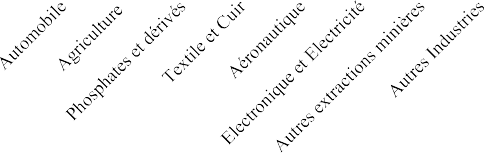 Automobile
Agriculture
Phosphates et dérivés
Textile et Cuir
Aéronautique
Electronique et Electricité
Autres extractions minières
Autres Industries